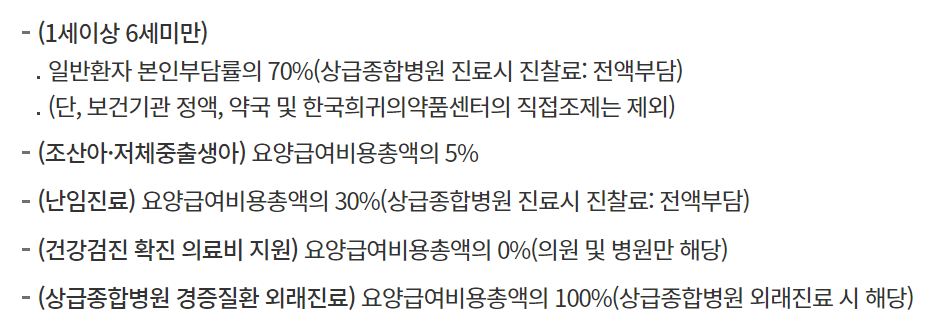 - (1세이상 6세미만)
. 일반환자 본인부담률의 70%(상급종합병원 진료시 진찰료: 전액부담)
. (단, 보건기관 정액, 약국 및 한국희귀의약품센터의 직접조제는 제외)
- (조산아·저체중출생아) 요양급여비용총액의 5%
- (난임진료) 요양급여비용총액의 30%(상급종합병원 진료시 진찰료: 전액부담)
- (건강검진 확진 의료비 지원) 요양급여비용총액의 0%(의원 및 병원만 해당)
- (상급종합병원 경증질환 외래진료) 요양급여비용총액의 100%(상급종합병원 외래진료 시 해당)